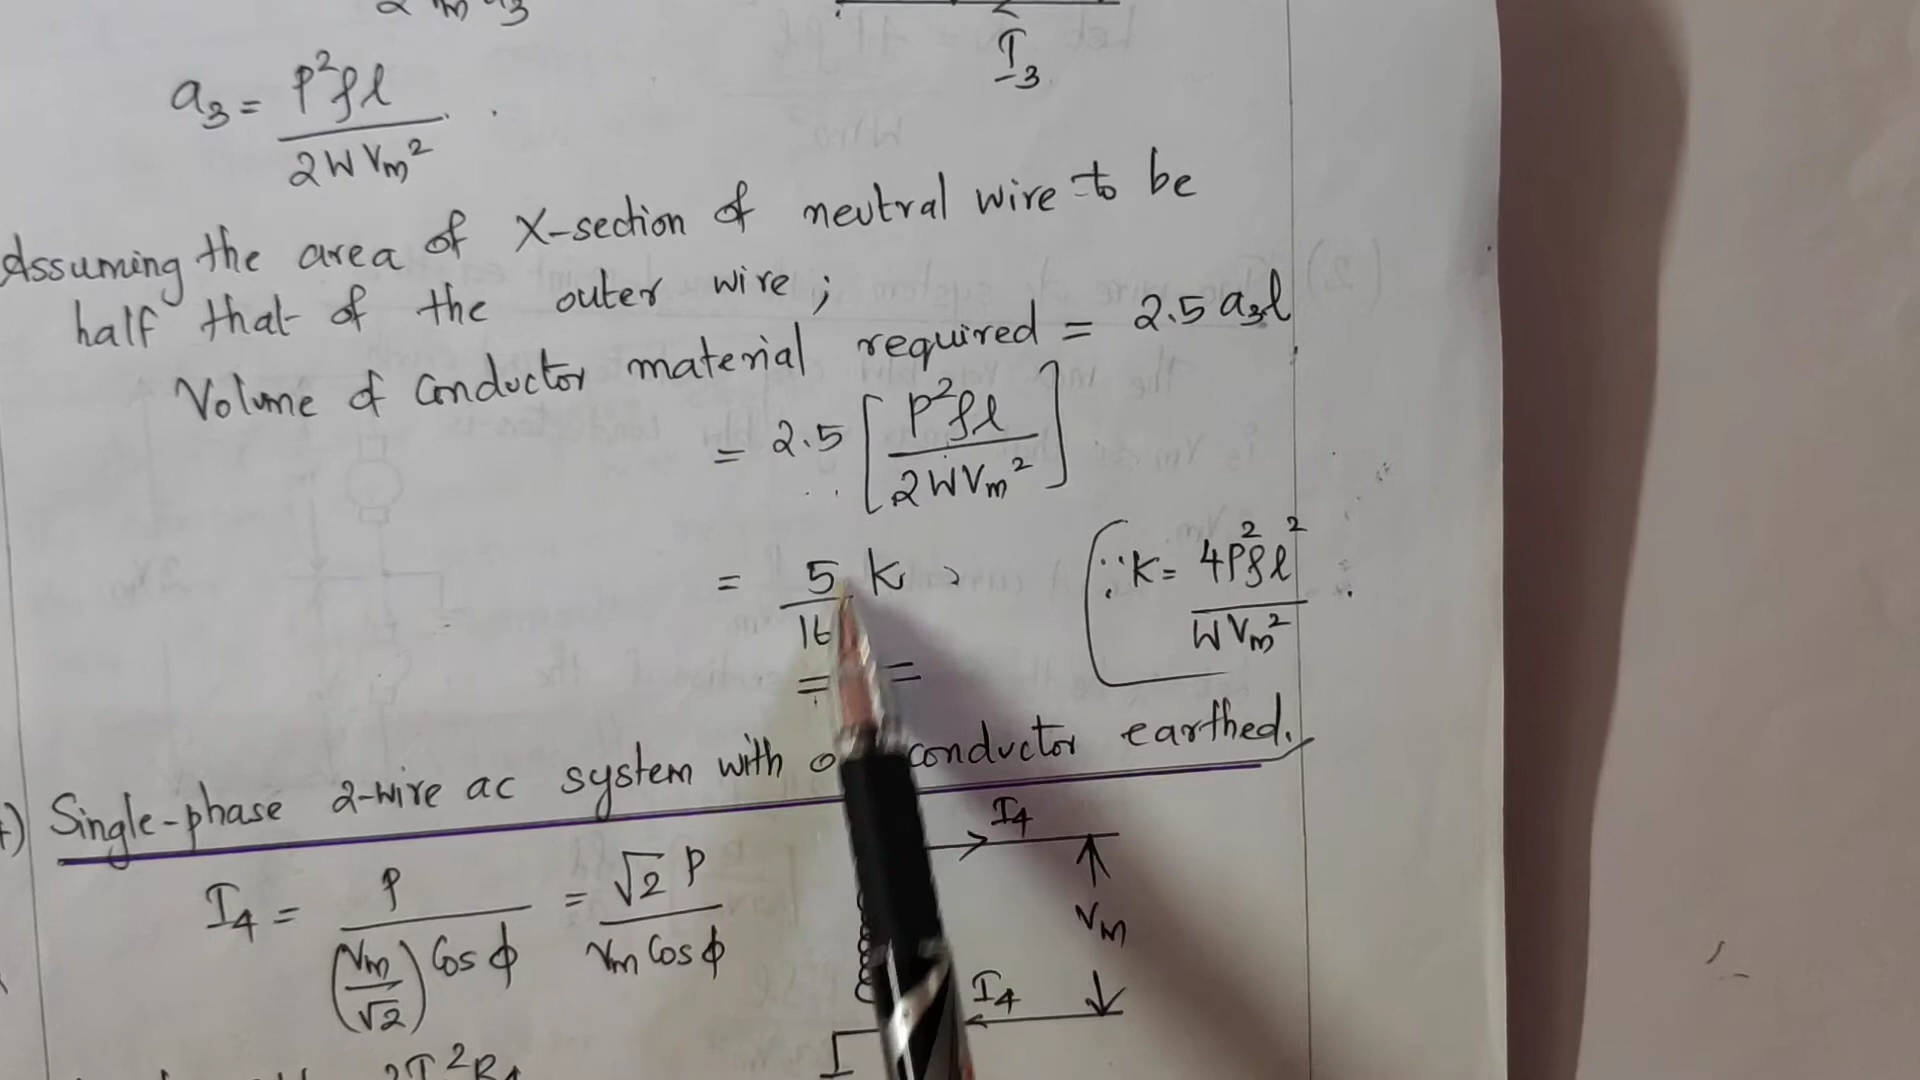 2 m a3
I3
a3 = P²ρl / 2WVm²
Assuming the area of X-section of neutral wire to be
half that of the outer wire;
Volume of conductor material required = 2.5 a3l
= 2.5 [P²ρl / 2WVm²]
= 5/16 K, (∵ K = 4P²ρl² / WVm²)
Single-phase 2-wire ac system with conductor earthed.
I4
I4 = P / (Vm/√2) Cos ϕ = √2 P / Vm Cos ϕ
Vm
I4